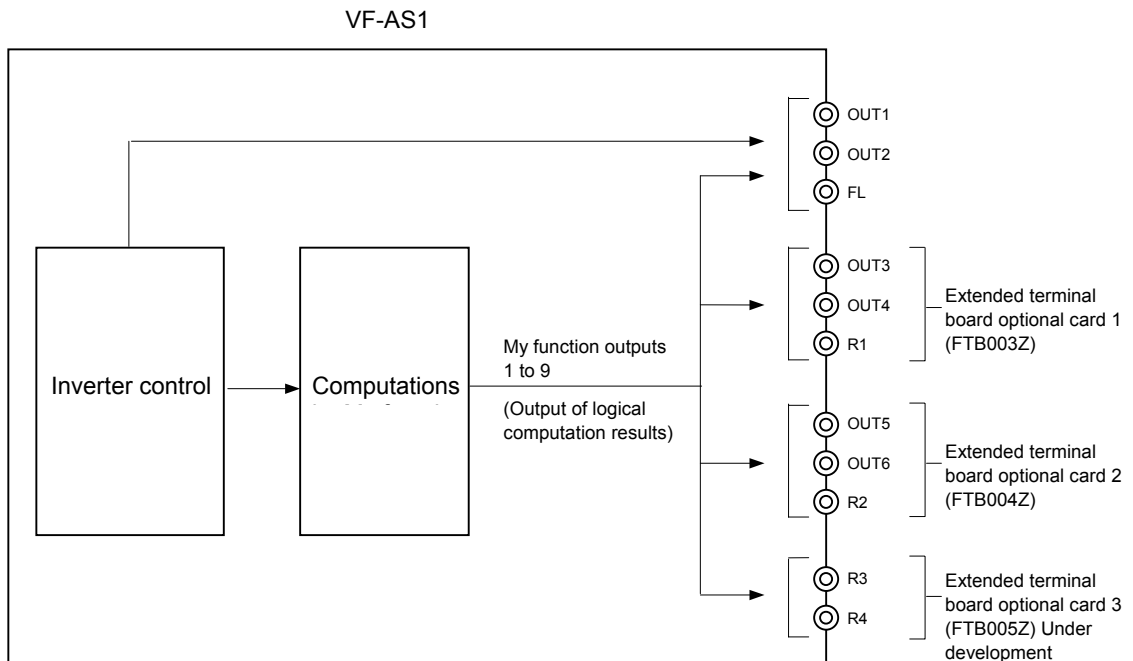 VF-AS1
OUT1
OUT2
FL
OUT3
OUT4
R1
Extended terminal
board optional card 1
(FTB003Z)
Inverter control
Computations
My function outputs
1 to 9
(Output of logical
computation results)
OUT5
OUT6
R2
Extended terminal
board optional card 2
(FTB004Z)
R3
R4
Extended terminal
board optional card 3
(FTB005Z) Under
development